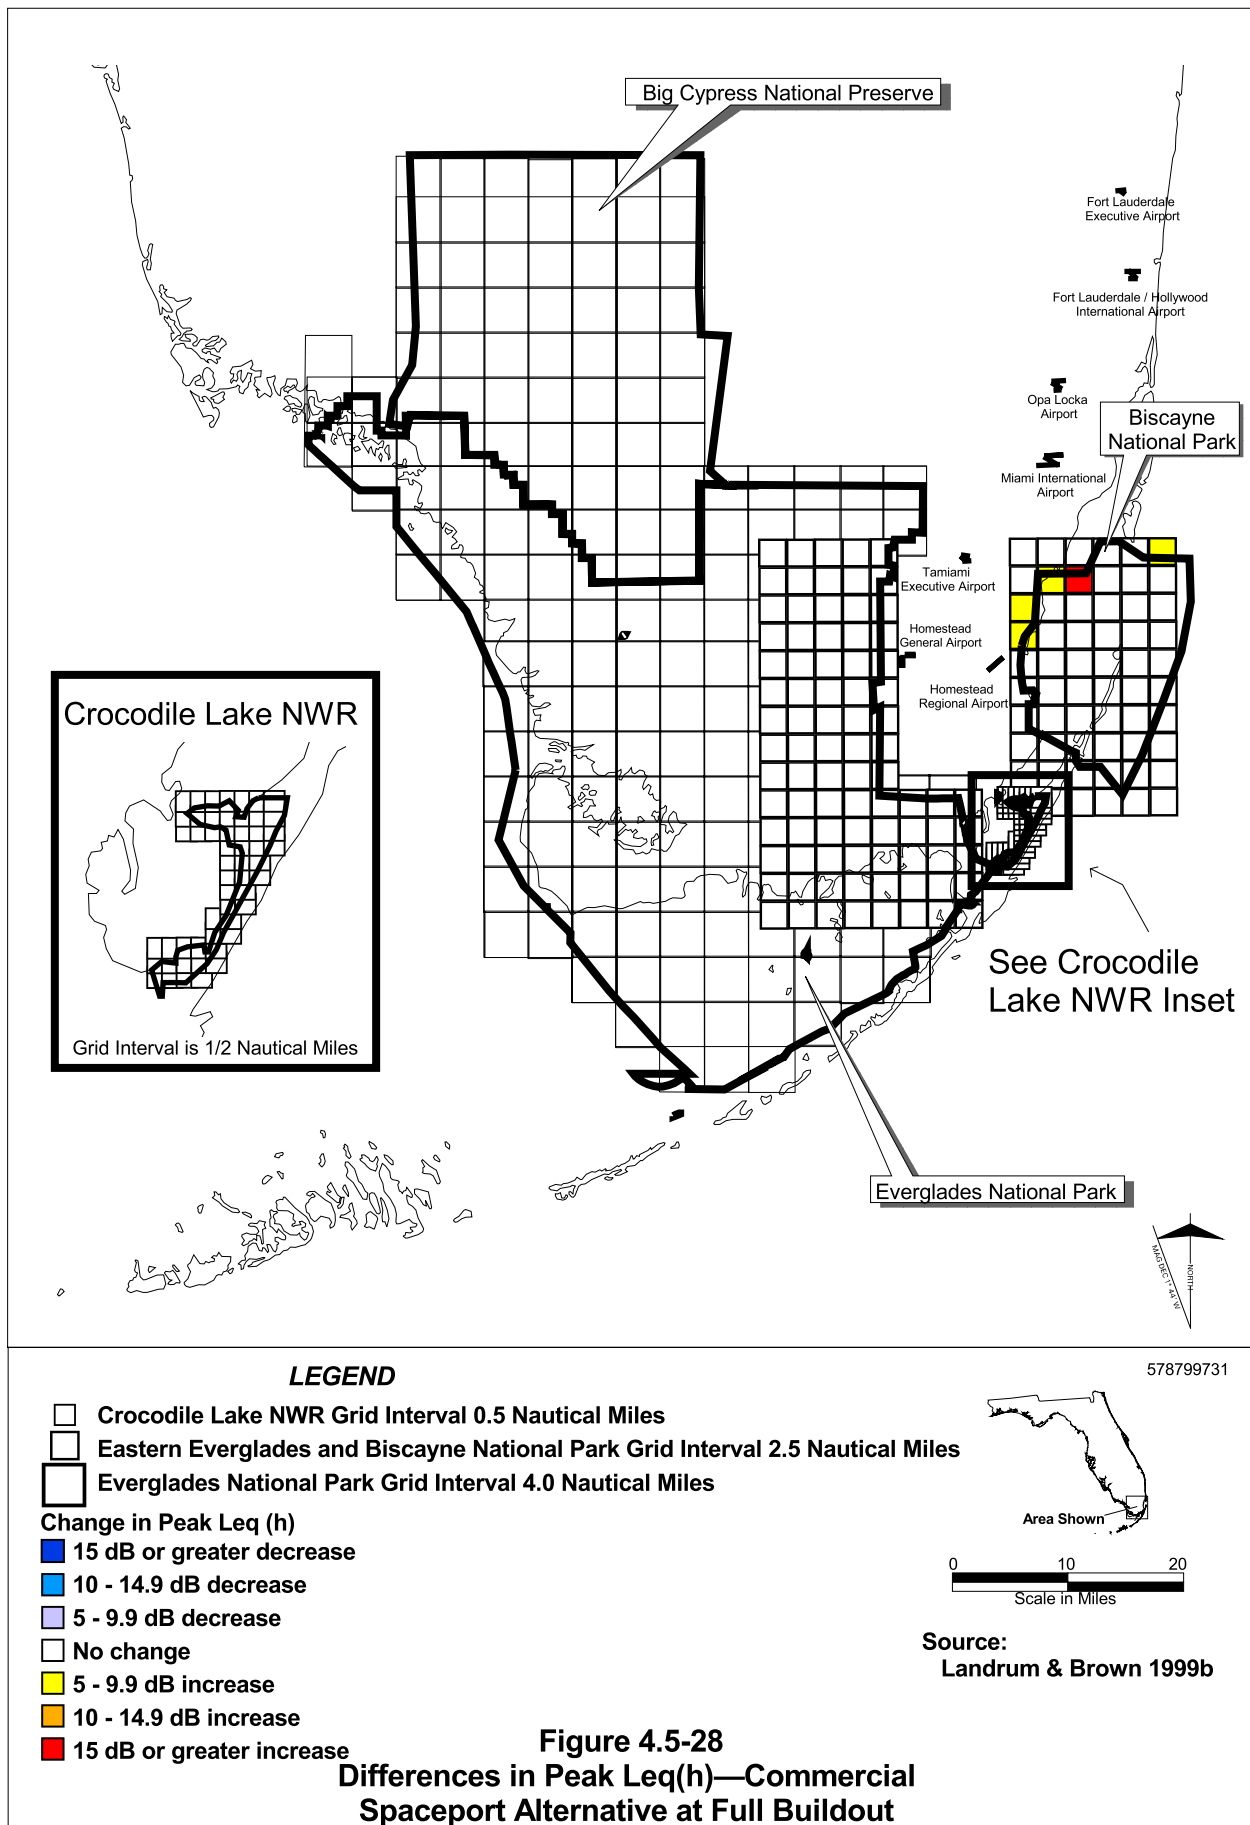 Big Cypress National Preserve
Fort Lauderdale
Executive Airport
Fort Lauderdale / Hollywood
International Airport
Opa Locka
Airport
Biscayne
National Park
Miami International
Airport
Tamiami
Executive Airport
Homestead
General Airport
Homestead
Regional Airport
Crocodile Lake NWR
Grid Interval is 1/2 Nautical Miles
See Crocodile
Lake NWR Inset
Everglades National Park
MAG DEC 1° 44' W
NORTH
LEGEND
578799731
Crocodile Lake NWR Grid Interval 0.5 Nautical Miles
Eastern Everglades and Biscayne National Park Grid Interval 2.5 Nautical Miles
Everglades National Park Grid Interval 4.0 Nautical Miles
Change in Peak Leq (h)
15 dB or greater decrease
10 - 14.9 dB decrease
5 - 9.9 dB decrease
No change
5 - 9.9 dB increase
10 - 14.9 dB increase
15 dB or greater increase
Area Shown
0 10 20
Scale in Miles
Source:
Landrum & Brown 1999b
Figure 4.5-28
Differences in Peak Leq(h)—Commercial
Spaceport Alternative at Full Buildout